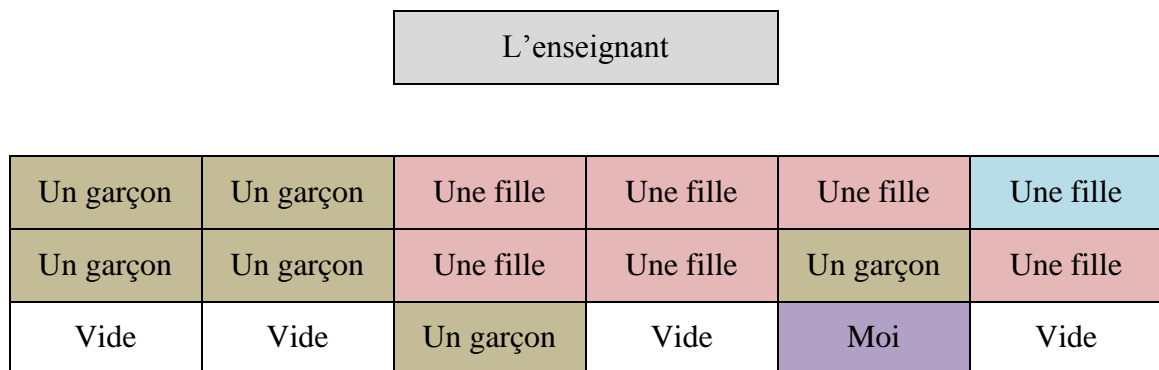 L’enseignant
Un garçon Un garçon Une fille Une fille Une fille Une fille
Un garçon Un garçon Une fille Une fille Un garçon Une fille
Vide Vide Un garçon Vide Moi Vide